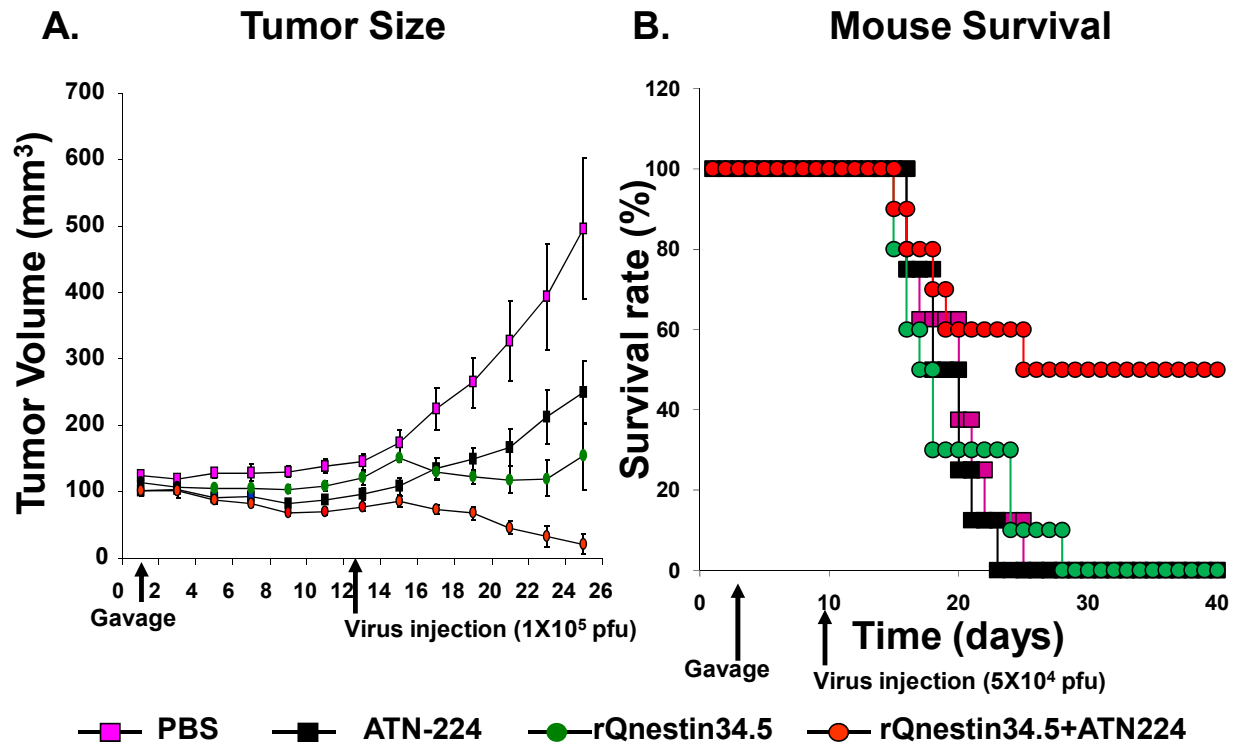 A. Tumor Size
B. Mouse Survival
Tumor Volume (mm³)
700
600
500
400
300
200
100
0
0 2 4 6 8 10 12 14 16 18 20 22 24 26
Gavage
Virus injection (1X10⁵ pfu)
Survival rate (%)
120
100
80
60
40
20
0
0 10 20 30 40
Time (days)
Gavage
Virus injection (5X10⁴ pfu)
PBS ATN-224 rQnestin34.5 rQnestin34.5+ATN224